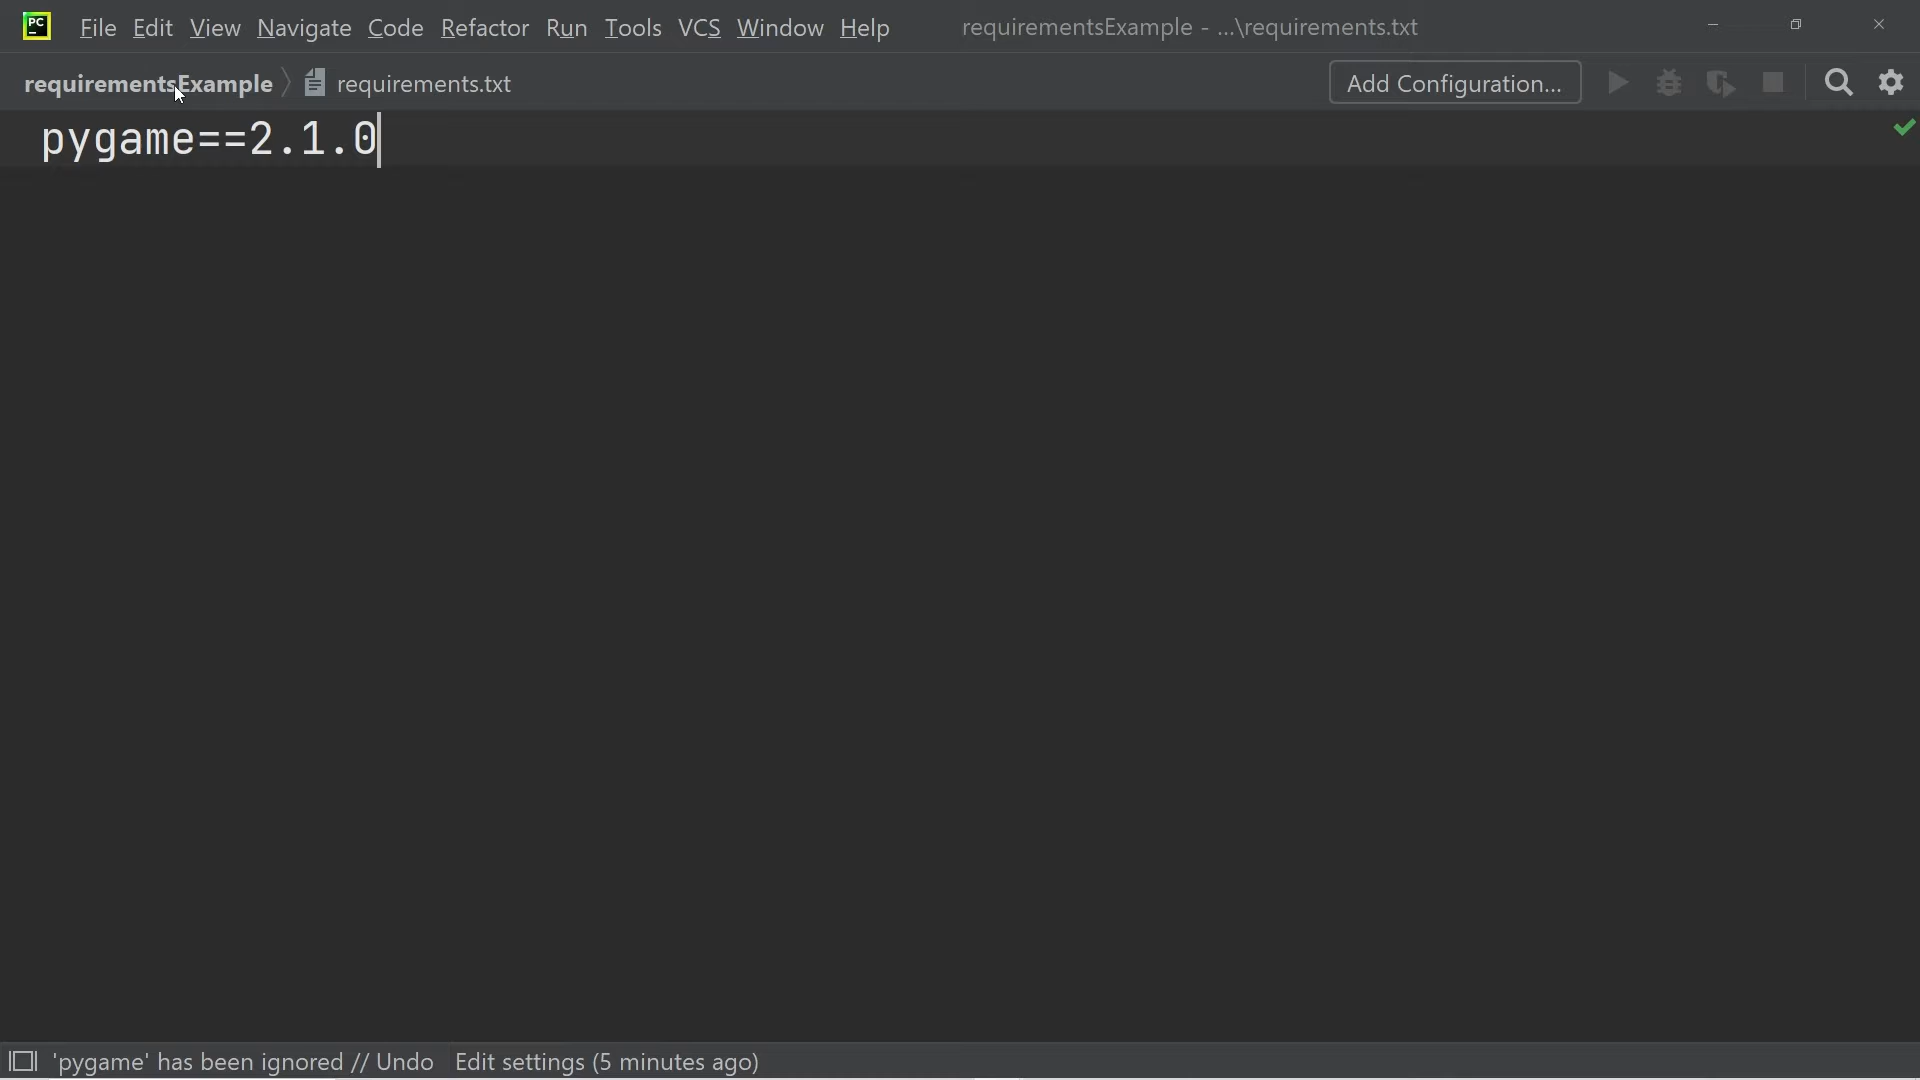 PC File Edit View Navigate Code Refactor Run Tools VCS Window Help requirementsExample - ...\requirements.txt
requirementsExample requirements.txt Add Configuration...
pygame==2.1.0
'pygame' has been ignored // Undo Edit settings (5 minutes ago)